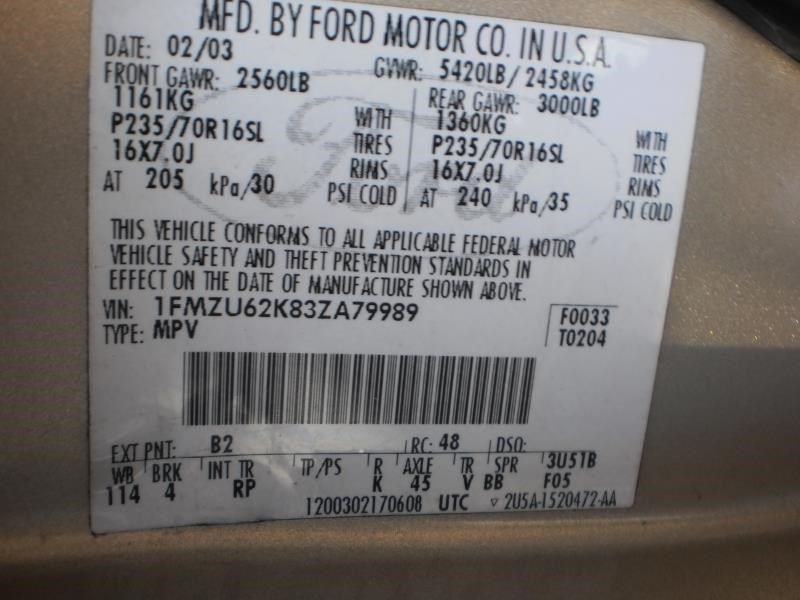 MFD. BY FORD MOTOR CO. IN U.S.A.
DATE: 02/03 GVWR: 5420LB/ 2458KG
FRONT GAWR: 2560LB REAR GAWR: 3000LB
1161KG WITH 1360KG WITH
P235/70R16SL TIRES P235/70R16SL TIRES
16X7.0J RIMS 16X7.0J RIMS
AT 205 kPa/30 PSI COLD AT 240 kPa/35 PSI COLD
Ford
THIS VEHICLE CONFORMS TO ALL APPLICABLE FEDERAL MOTOR
VEHICLE SAFETY AND THEFT PREVENTION STANDARDS IN
EFFECT ON THE DATE OF MANUFACTURE SHOWN ABOVE.
VIN: 1FMZU62K83ZA79989 F0033
TYPE: MPV T0204
EXT PNT: B2 RC: 48 DSO:
WB BRK INT TR TP/PS R AXLE TR SPR 3U51B
114 4 RP K 45 V BB F05
1200302170608 UTC ▽ 2U5A-1520472-AA